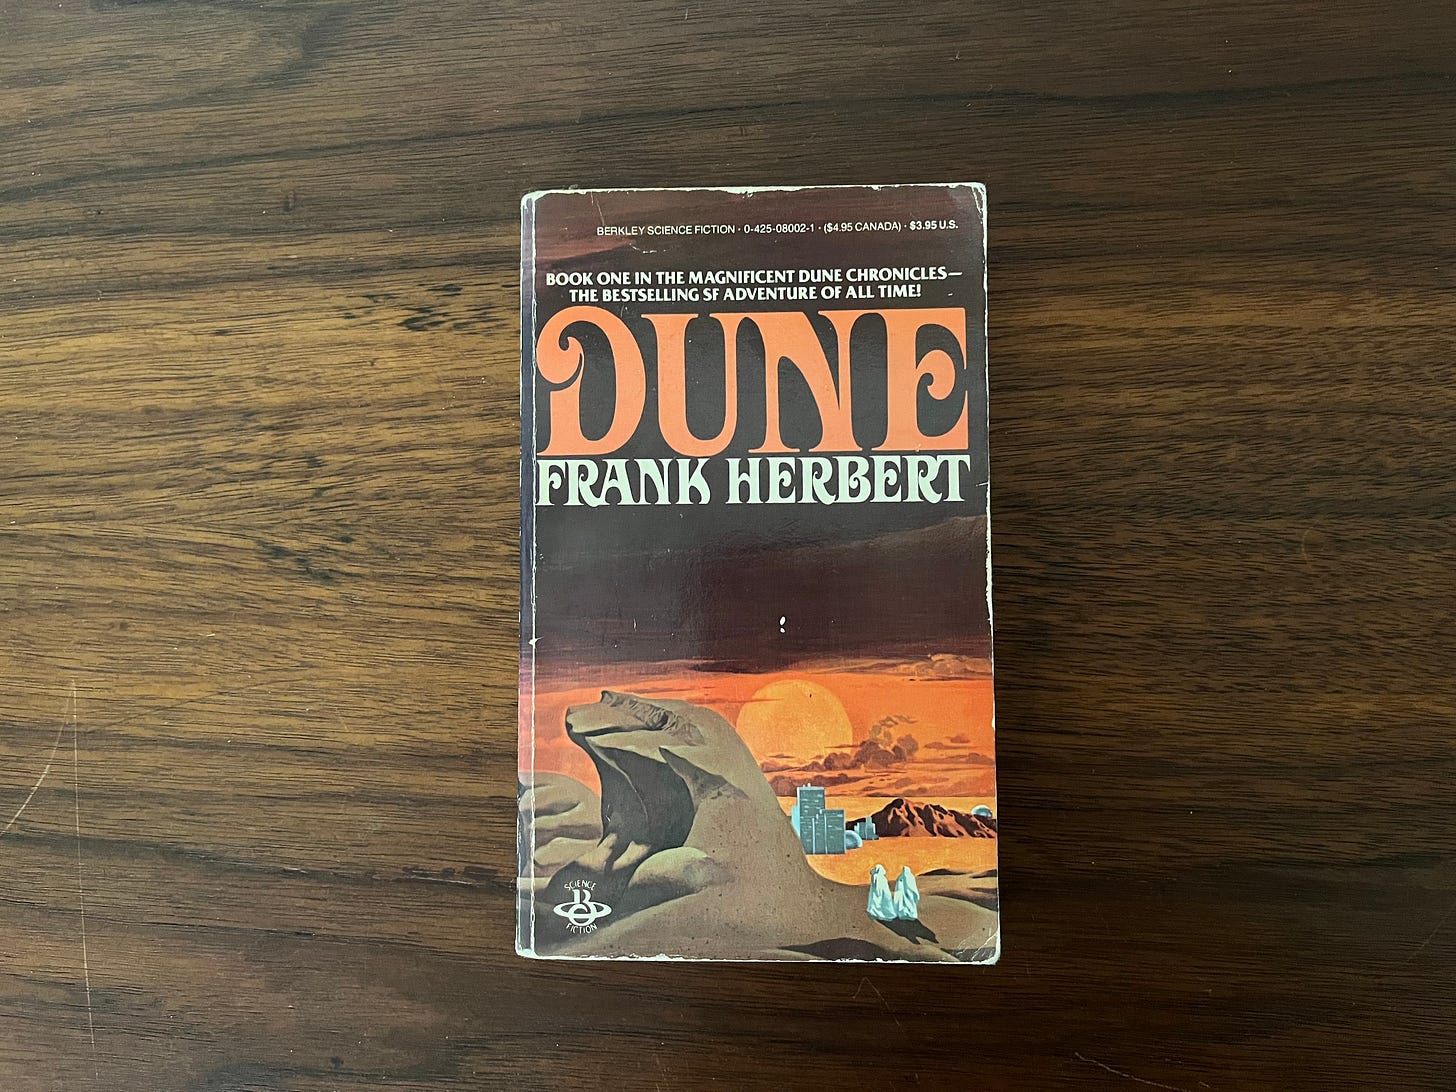 BERKLEY SCIENCE FICTION · 0-425-08002-1 · ($4.95 CANADA) · $3.95 U.S.
BOOK ONE IN THE MAGNIFICENT DUNE CHRONICLES—
THE BESTSELLING SF ADVENTURE OF ALL TIME!
DUNE
FRANK HERBERT
SCIENCE
B
FICTION